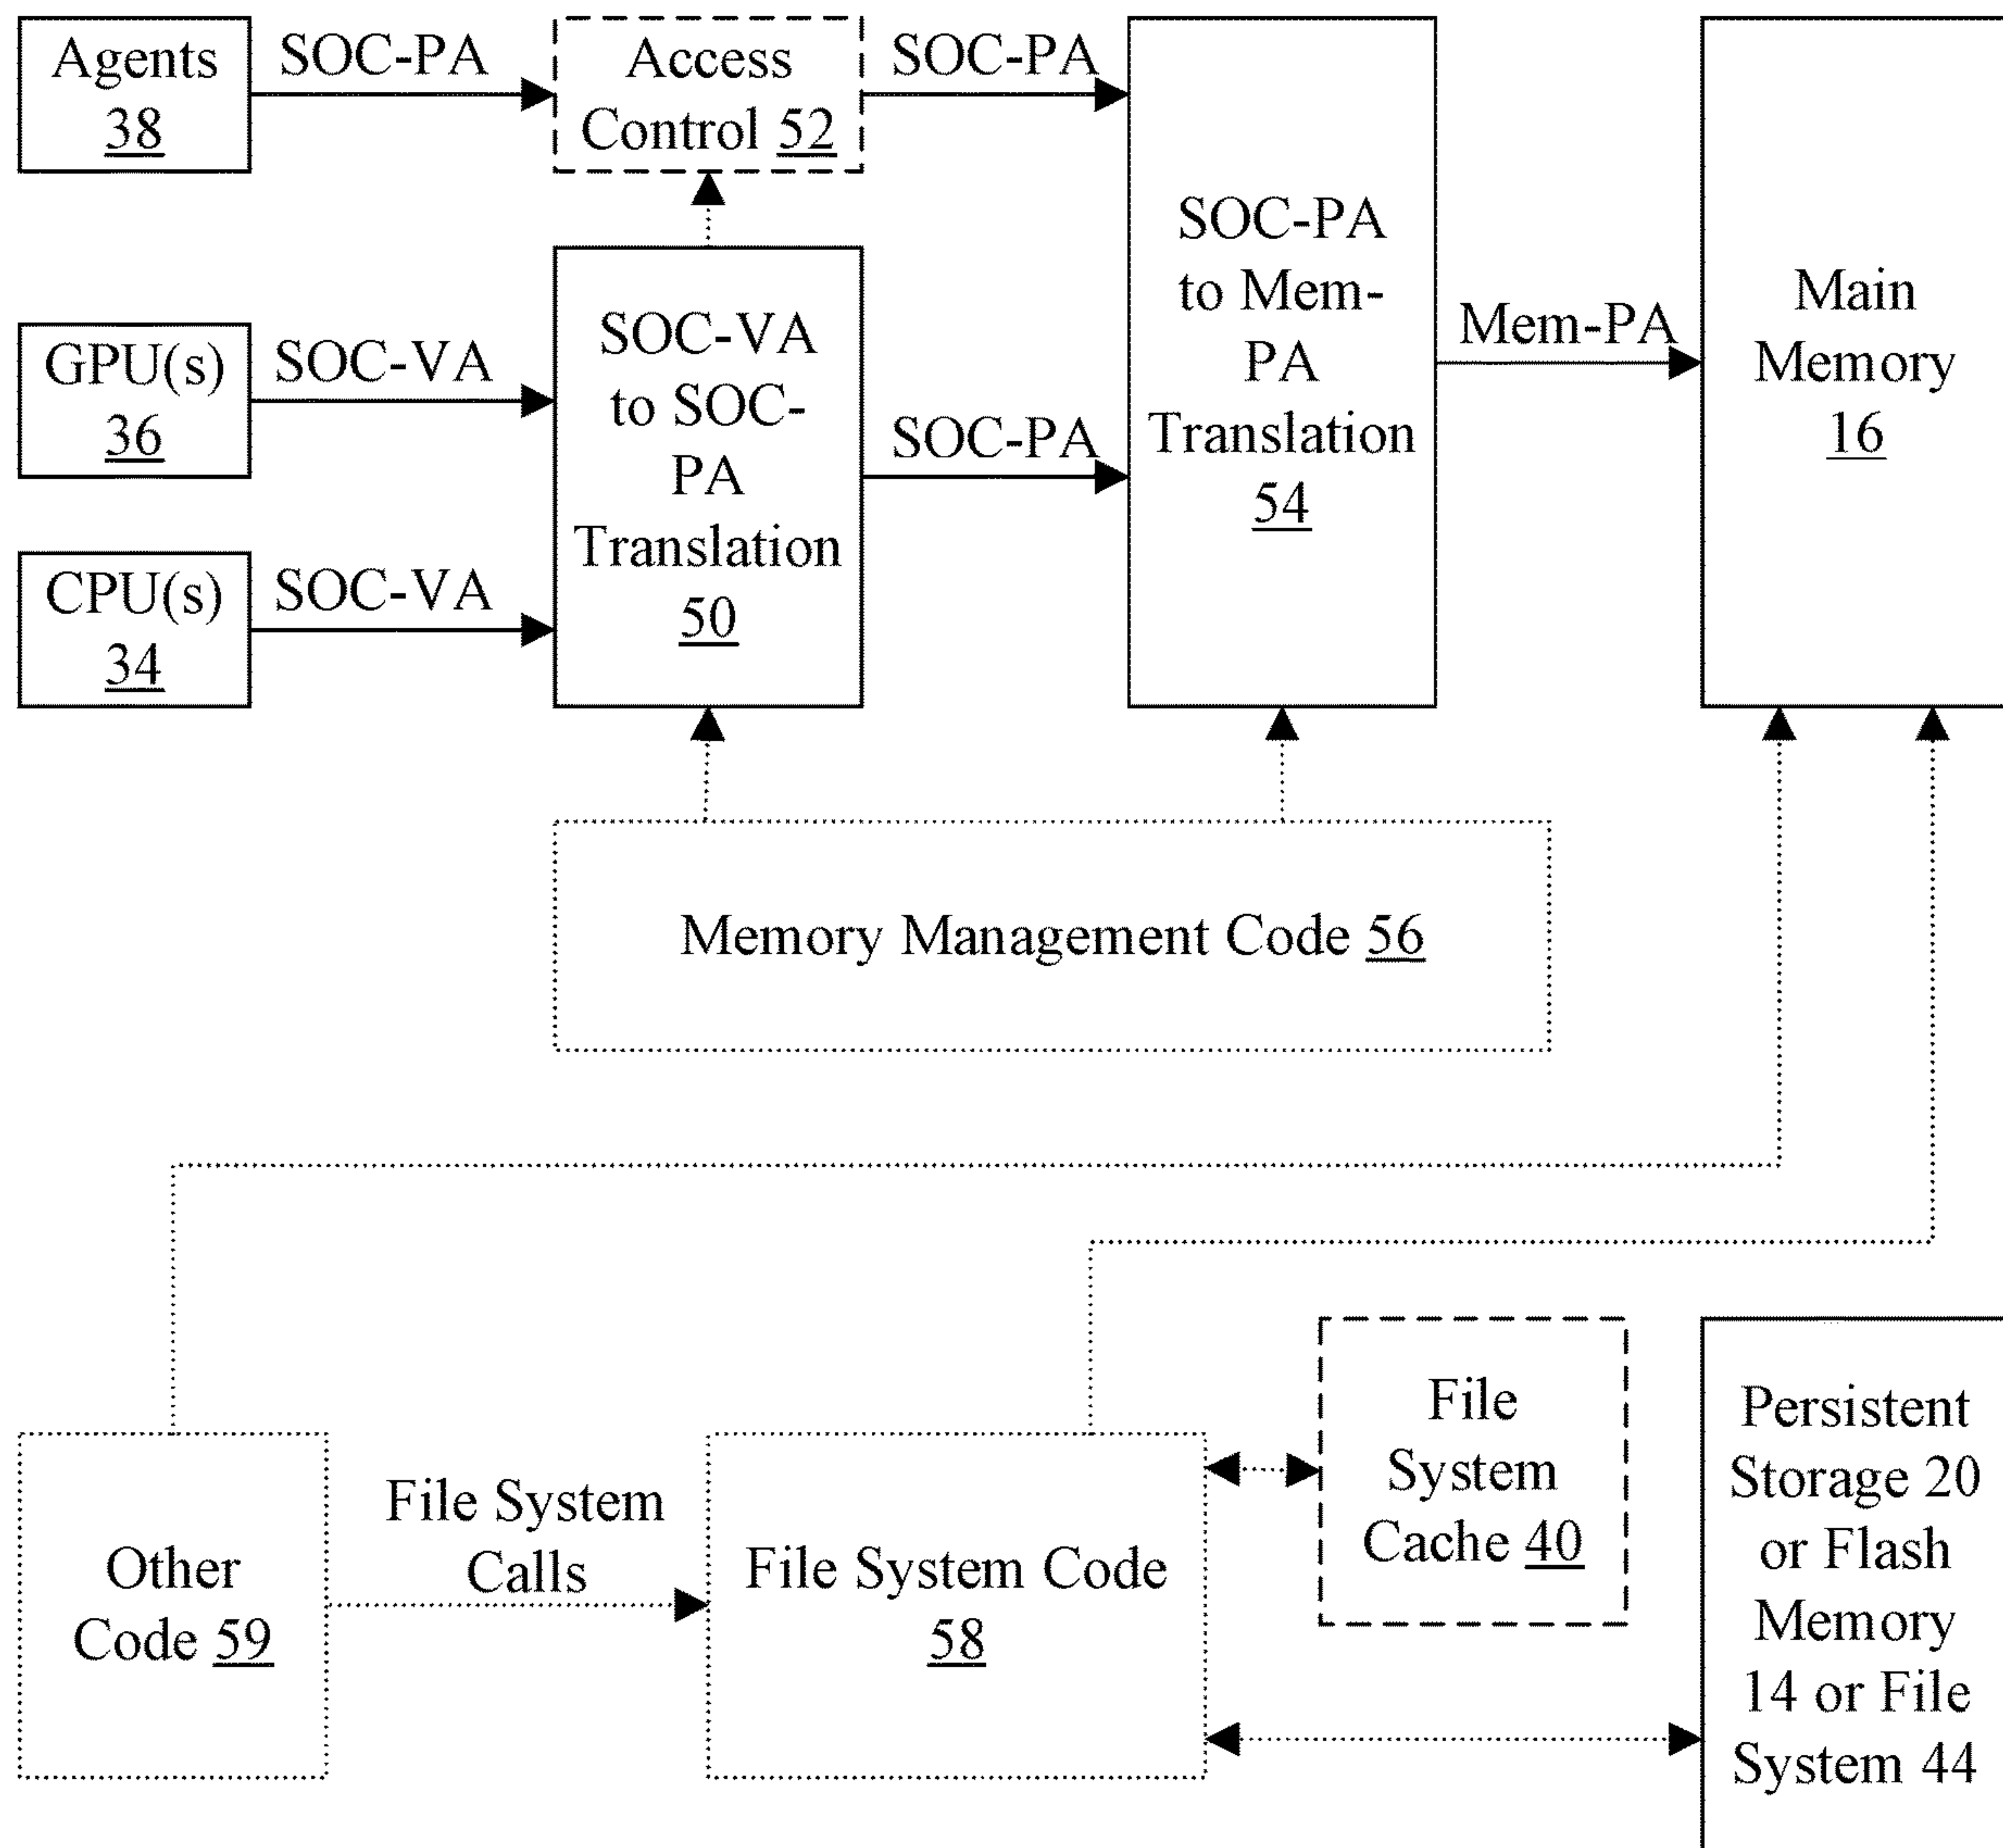 Agents
38
SOC-PA
Access
Control 52
SOC-PA
SOC-PA
to Mem-
PA
Translation
54
Main
Memory
16
Mem-PA
GPU(s)
36
SOC-VA
SOC-VA
to SOC-
PA
Translation
50
SOC-PA
CPU(s)
34
SOC-VA
Memory Management Code 56
Other
Code 59
File System
Calls
File System Code
58
File
System
Cache 40
Persistent
Storage 20
or Flash
Memory
14 or File
System 44